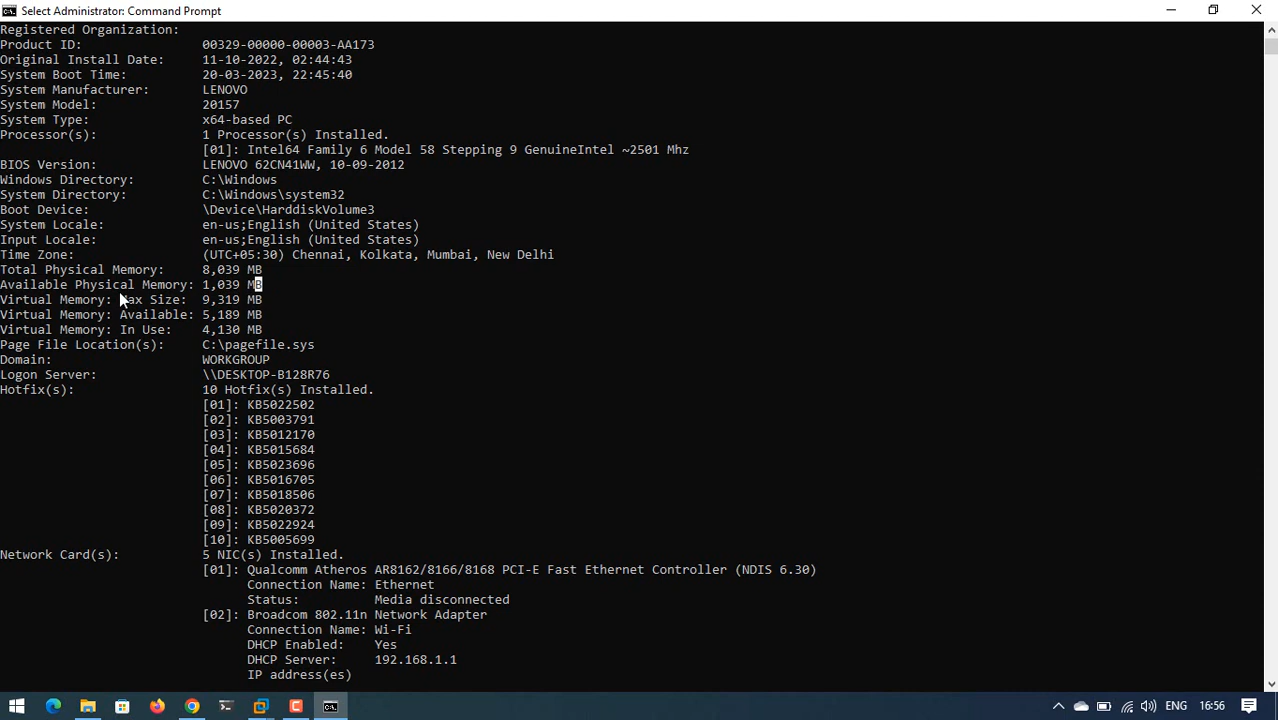 Select Administrator: Command Prompt
Registered Organization:
Product ID: 00329-00000-00003-AA173
Original Install Date: 11-10-2022, 02:44:43
System Boot Time: 20-03-2023, 22:45:40
System Manufacturer: LENOVO
System Model: 20157
System Type: x64-based PC
Processor(s): 1 Processor(s) Installed.
[01]: Intel64 Family 6 Model 58 Stepping 9 GenuineIntel ~2501 Mhz
BIOS Version: LENOVO 62CN41WW, 10-09-2012
Windows Directory: C:\Windows
System Directory: C:\Windows\system32
Boot Device: \Device\HarddiskVolume3
System Locale: en-us;English (United States)
Input Locale: en-us;English (United States)
Time Zone: (UTC+05:30) Chennai, Kolkata, Mumbai, New Delhi
Total Physical Memory: 8,039 MB
Available Physical Memory: 1,039 MB
Virtual Memory: Max Size: 9,319 MB
Virtual Memory: Available: 5,189 MB
Virtual Memory: In Use: 4,130 MB
Page File Location(s): C:\pagefile.sys
Domain: WORKGROUP
Logon Server: \\DESKTOP-B128R76
Hotfix(s): 10 Hotfix(s) Installed.
[01]: KB5022502
[02]: KB5003791
[03]: KB5012170
[04]: KB5015684
[05]: KB5023696
[06]: KB5016705
[07]: KB5018506
[08]: KB5020372
[09]: KB5022924
[10]: KB5005699
Network Card(s): 5 NIC(s) Installed.
[01]: Qualcomm Atheros AR8162/8166/8168 PCI-E Fast Ethernet Controller (NDIS 6.30)
Connection Name: Ethernet
Status: Media disconnected
[02]: Broadcom 802.11n Network Adapter
Connection Name: Wi-Fi
DHCP Enabled: Yes
DHCP Server: 192.168.1.1
IP address(es)
ENG 16:56